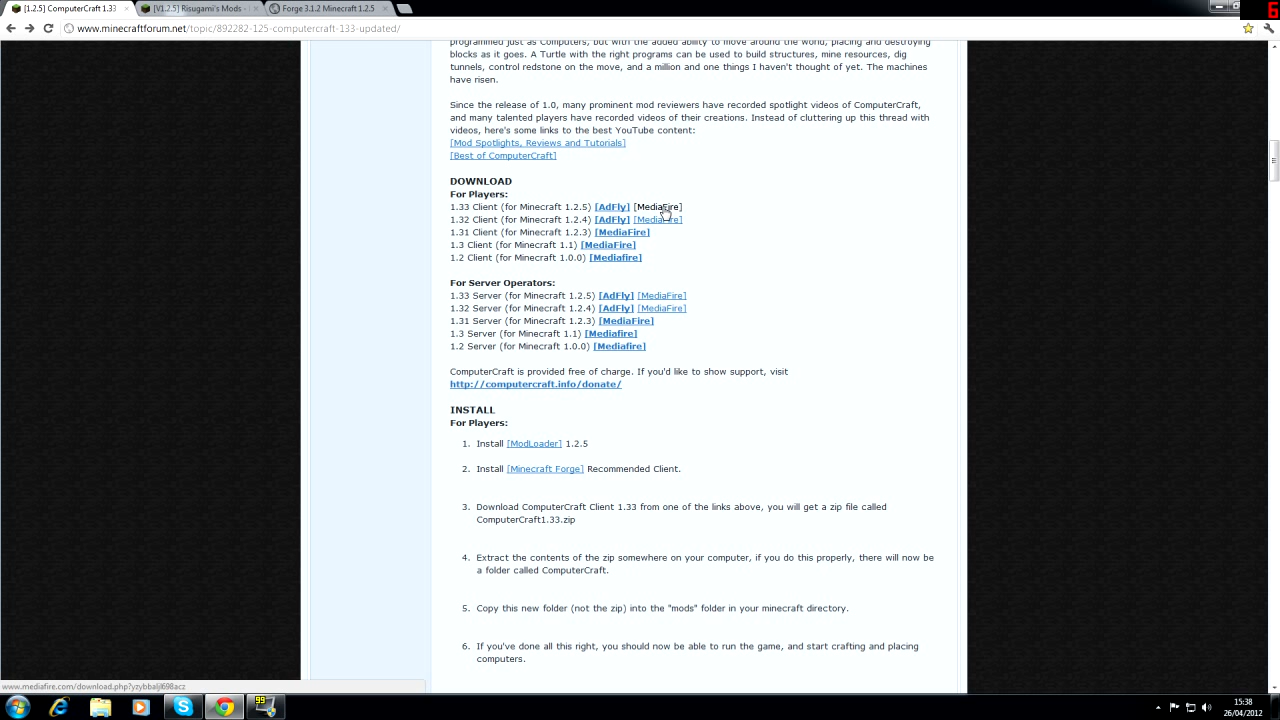 [1.2.5] ComputerCraft 1.33
[V1.2.5] Risugami's Mods -
Forge 3.1.2 Minecraft 1.2.5
6
www.minecraftforum.net/topic/892282-125-computercraft-133-updated/
programmed just as Computers, but with the added ability to move around the world, placing and destroying
blocks as it goes. A Turtle with the right programs can be used to build structures, mine resources, dig
tunnels, control redstone on the move, and a million and one things I haven't thought of yet. The machines
have risen.
Since the release of 1.0, many prominent mod reviewers have recorded spotlight videos of ComputerCraft,
and many talented players have recorded videos of their creations. Instead of cluttering up this thread with
videos, here's some links to the best YouTube content:
[Mod Spotlights, Reviews and Tutorials]
[Best of ComputerCraft]
DOWNLOAD
For Players:
1.33 Client (for Minecraft 1.2.5) [AdFly] [MediaFire]
1.32 Client (for Minecraft 1.2.4) [AdFly] [MediaFire]
1.31 Client (for Minecraft 1.2.3) [MediaFire]
1.3 Client (for Minecraft 1.1) [MediaFire]
1.2 Client (for Minecraft 1.0.0) [Mediafire]
For Server Operators:
1.33 Server (for Minecraft 1.2.5) [AdFly] [MediaFire]
1.32 Server (for Minecraft 1.2.4) [AdFly] [MediaFire]
1.31 Server (for Minecraft 1.2.3) [MediaFire]
1.3 Server (for Minecraft 1.1) [Mediafire]
1.2 Server (for Minecraft 1.0.0) [Mediafire]
ComputerCraft is provided free of charge. If you'd like to show support, visit
http://computercraft.info/donate/
INSTALL
For Players:
1. Install [ModLoader] 1.2.5
2. Install [Minecraft Forge] Recommended Client.
3. Download ComputerCraft Client 1.33 from one of the links above, you will get a zip file called
ComputerCraft1.33.zip
4. Extract the contents of the zip somewhere on your computer, if you do this properly, there will now be
a folder called ComputerCraft.
5. Copy this new folder (not the zip) into the "mods" folder in your minecraft directory.
6. If you've done all this right, you should now be able to run the game, and start crafting and placing
computers.
99
15:38
26/04/2012